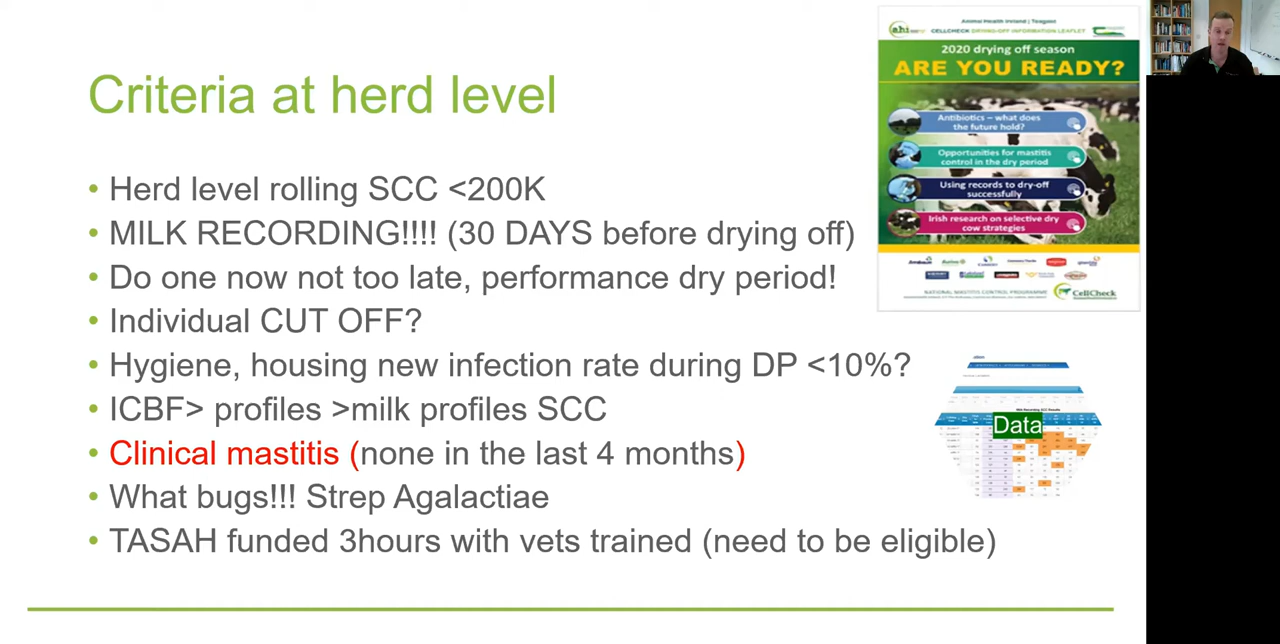 Criteria at herd level
• Herd level rolling SCC <200K
• MILK RECORDING!!!! (30 DAYS before drying off)
• Do one now not too late, performance dry period!
• Individual CUT OFF?
• Hygiene, housing new infection rate during DP <10%?
• ICBF> profiles >milk profiles SCC
• Clinical mastitis (none in the last 4 months)
• What bugs!!! Strep Agalactiae
• TASAH funded 3hours with vets trained (need to be eligible)
Animal Health Ireland | Teagasc
ahi
CELLCHECK DRYING-OFF INFORMATION LEAFLET
2020 drying off season
ARE YOU READY?
Antibiotics – what does
the future hold?
Opportunities for mastitis
control in the dry period
Using records to dry-off
successfully
Irish research on selective dry
cow strategies
NATIONAL MASTITIS CONTROL PROGRAMME
CellCheck
Milk Recording SCC Results
Data